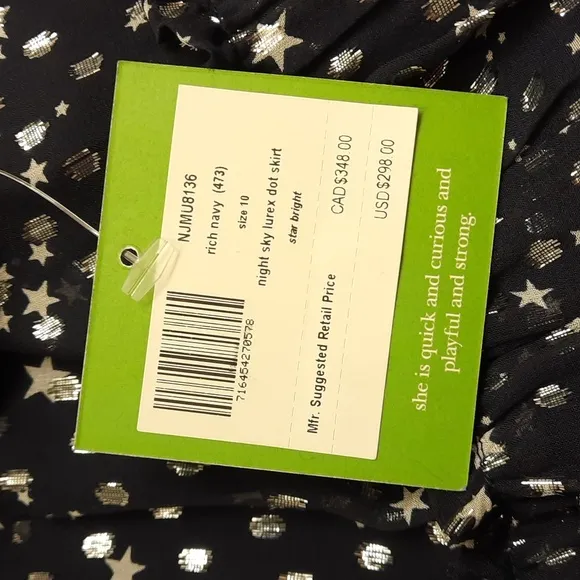 NJMU8136
rich navy (473)
size 10
night sky lurex dot skirt
star bright
716454270578
Mfr. Suggested Retail Price
CAD$348.00
USD$298.00
she is quick and curious and
playful and strong.